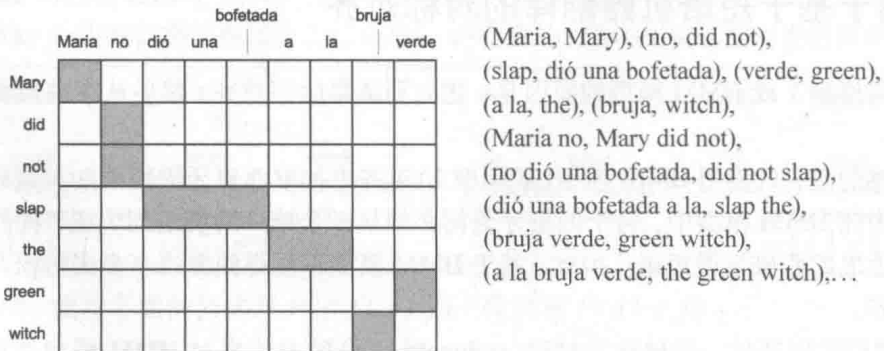 bofetada bruja
Maria no dió una a la verde
Mary
did
not
slap
the
green
witch
(Maria, Mary), (no, did not),
(slap, dió una bofetada), (verde, green),
(a la, the), (bruja, witch),
(Maria no, Mary did not),
(no dió una bofetada, did not slap),
(dió una bofetada a la, slap the),
(bruja verde, green witch),
(a la bruja verde, the green witch),…